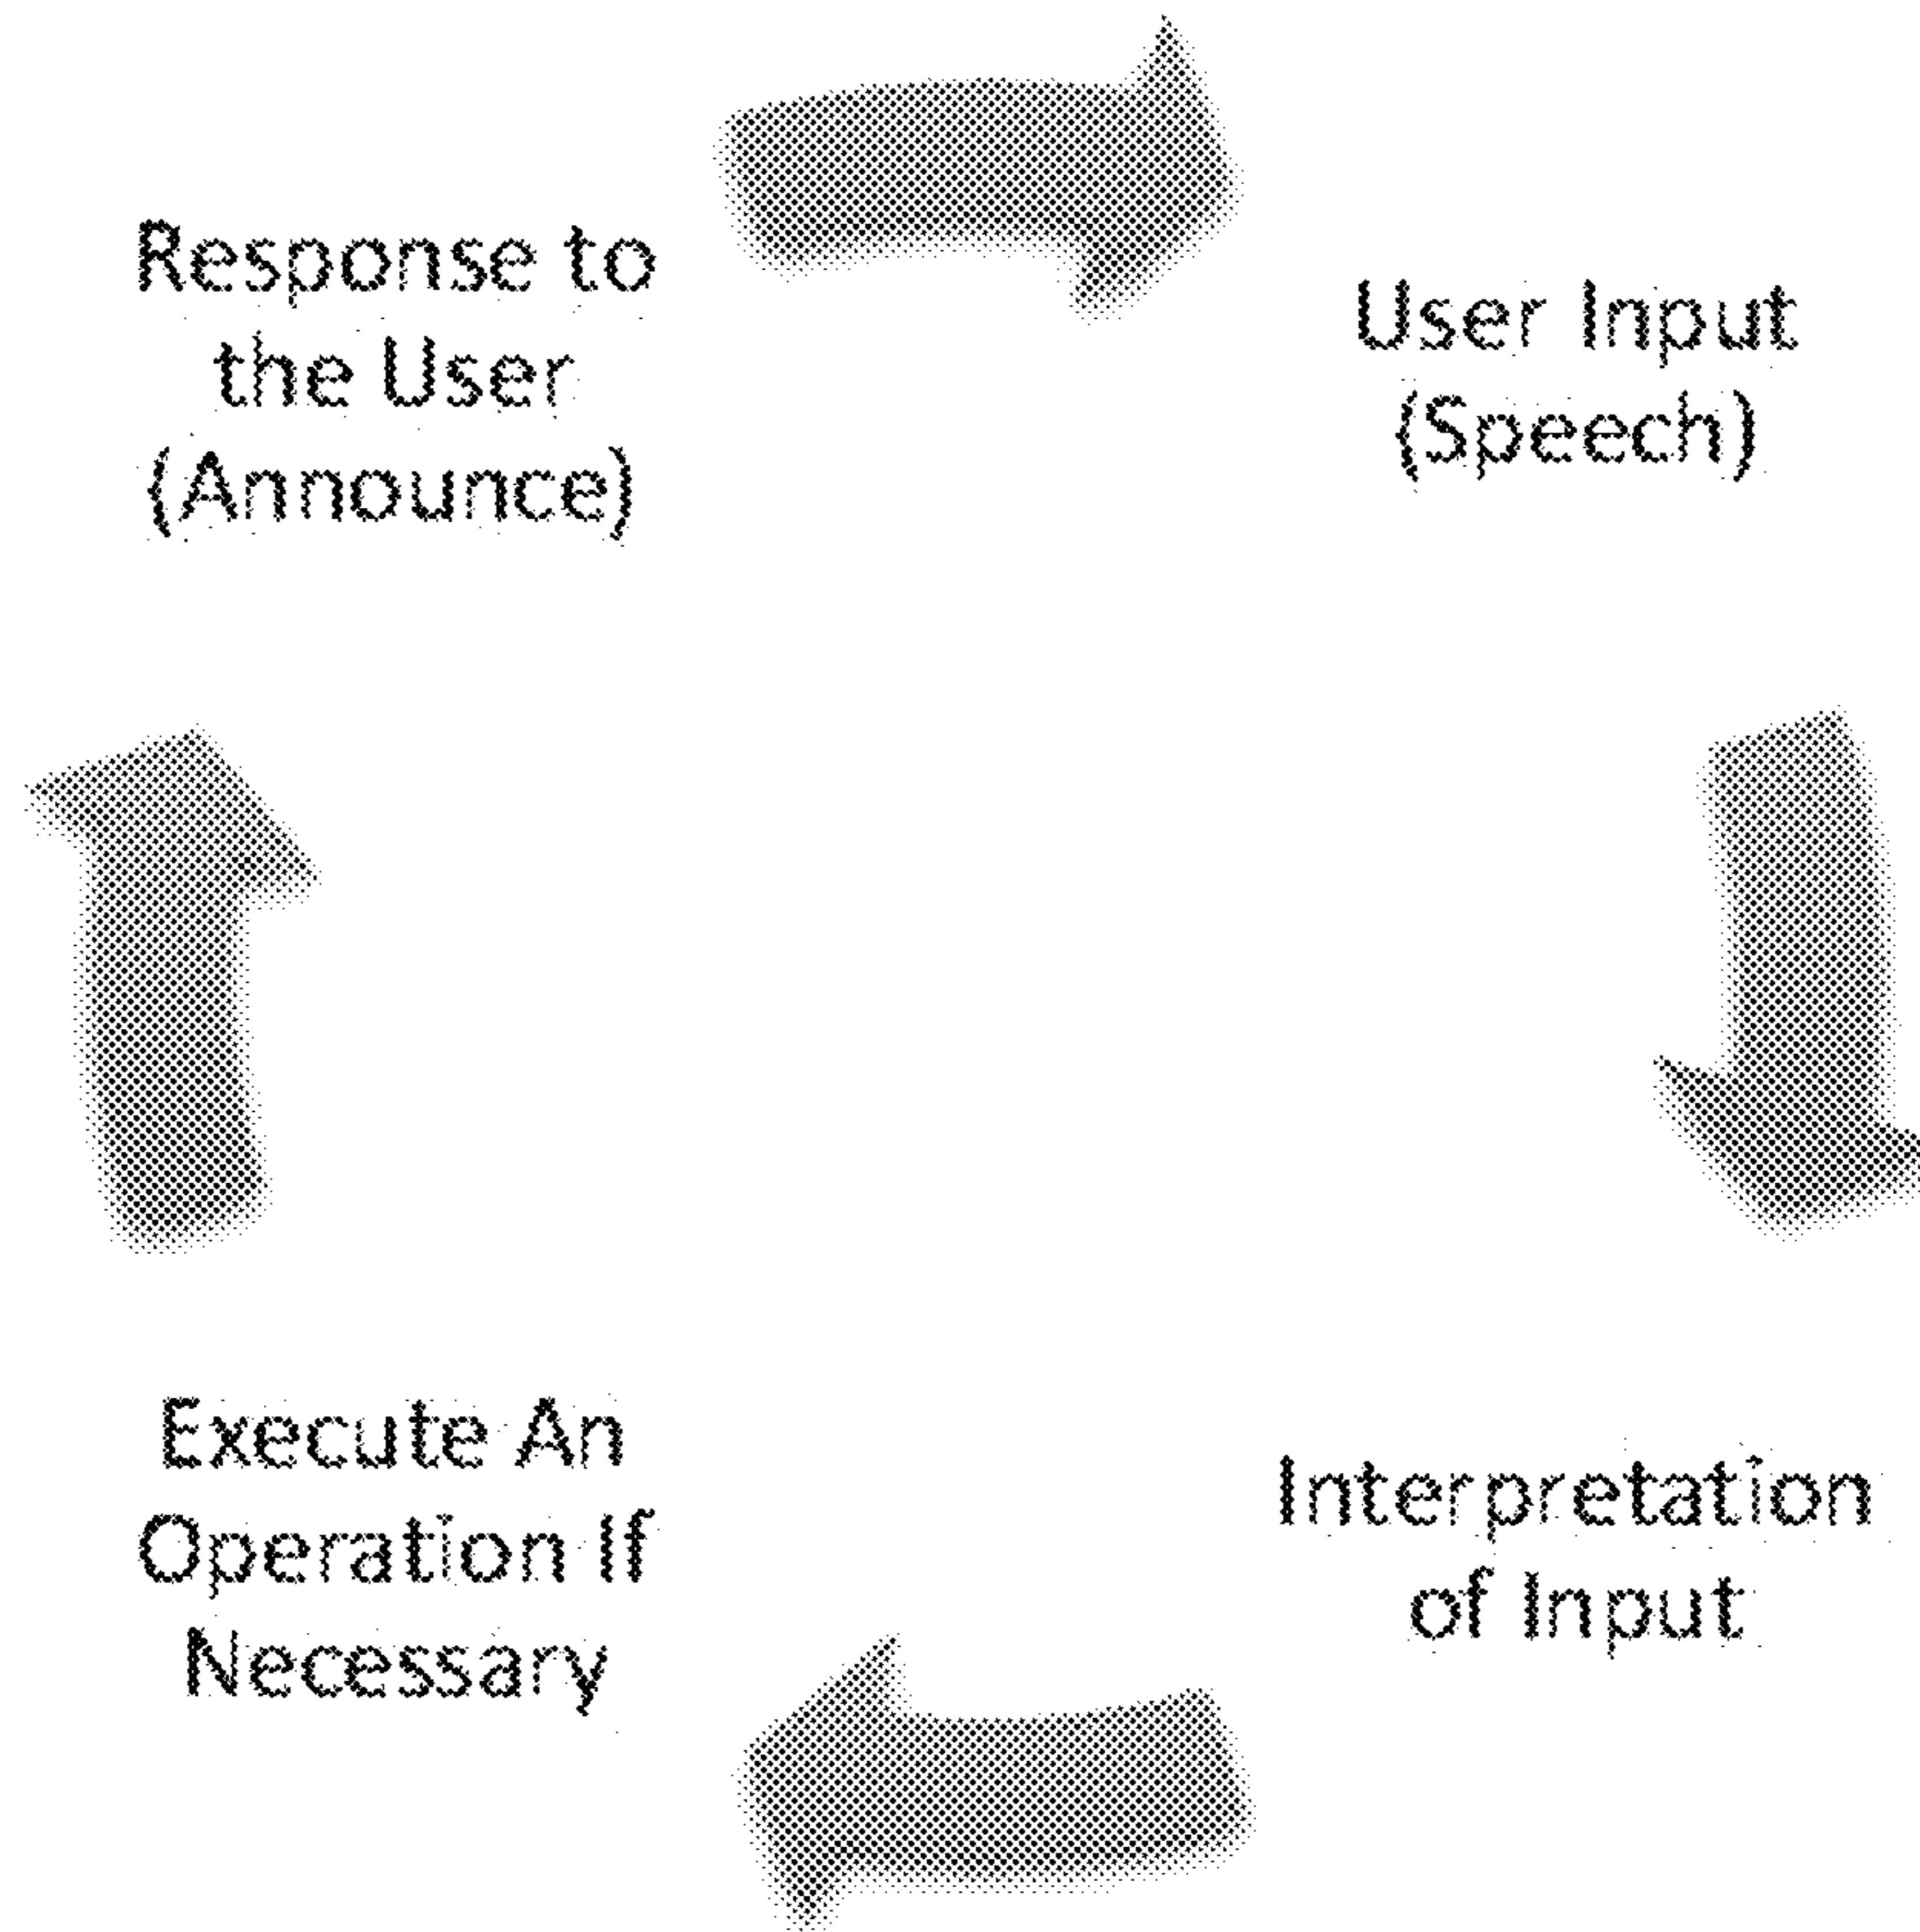 Response to
the User
(Announce)
User Input
(Speech)
Execute An
Operation If
Necessary
Interpretation
of Input